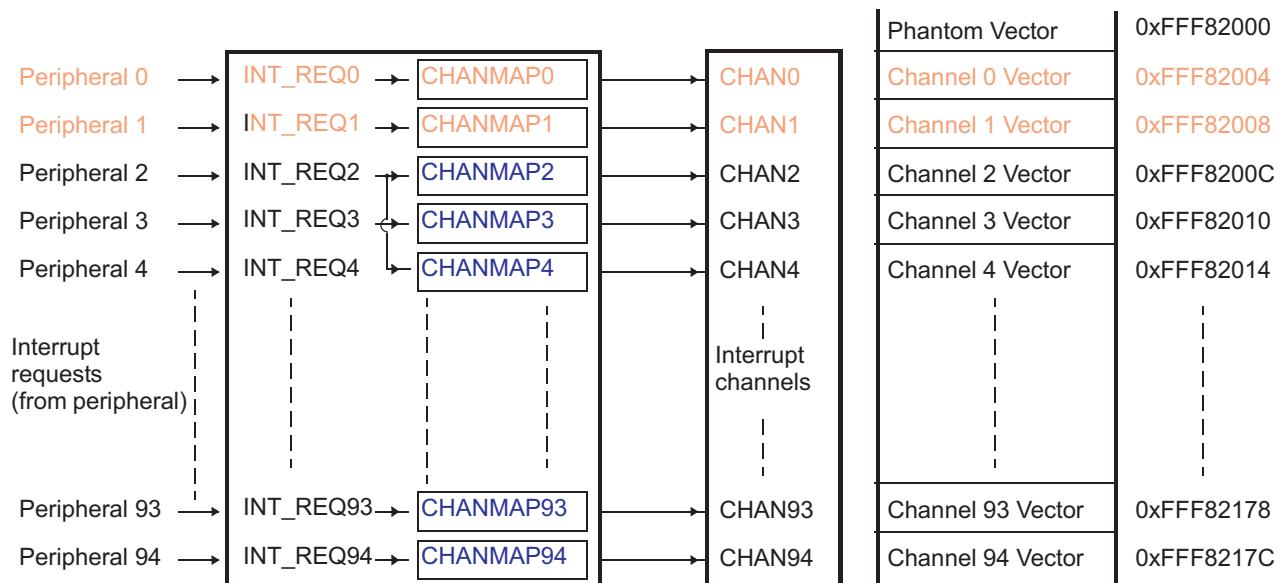 Phantom Vector 0xFFF82000
Peripheral 0 INT_REQ0 CHANMAP0 CHAN0 Channel 0 Vector 0xFFF82004
Peripheral 1 INT_REQ1 CHANMAP1 CHAN1 Channel 1 Vector 0xFFF82008
Peripheral 2 INT_REQ2 CHANMAP2 CHAN2 Channel 2 Vector 0xFFF8200C
Peripheral 3 INT_REQ3 CHANMAP3 CHAN3 Channel 3 Vector 0xFFF82010
Peripheral 4 INT_REQ4 CHANMAP4 CHAN4 Channel 4 Vector 0xFFF82014
Interrupt
requests
(from peripheral)
Interrupt
channels
Peripheral 93 INT_REQ93 CHANMAP93 CHAN93 Channel 93 Vector 0xFFF82178
Peripheral 94 INT_REQ94 CHANMAP94 CHAN94 Channel 94 Vector 0xFFF8217C